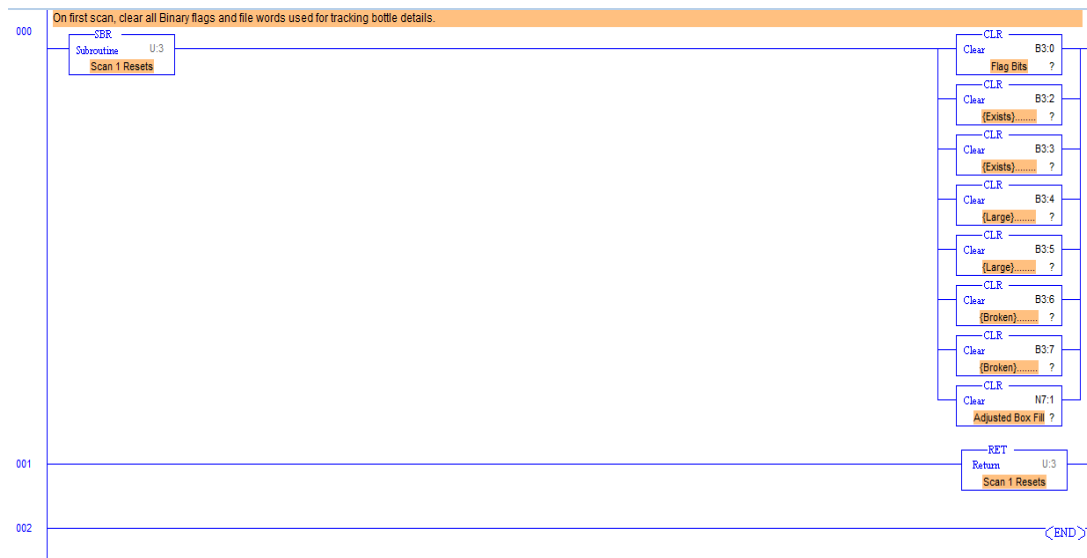 On first scan, clear all Binary flags and file words used for tracking bottle details.
000
SBR
Subroutine U:3
Scan 1 Resets
CLR
Clear B3:0
Flag Bits ?
CLR
Clear B3:2
{Exists}........ ?
CLR
Clear B3:3
{Exists}........ ?
CLR
Clear B3:4
{Large}........ ?
CLR
Clear B3:5
{Large}........ ?
CLR
Clear B3:6
{Broken}........ ?
CLR
Clear B3:7
{Broken}........ ?
CLR
Clear N7:1
Adjusted Box Fill ?
001
RET
Return U:3
Scan 1 Resets
002
END